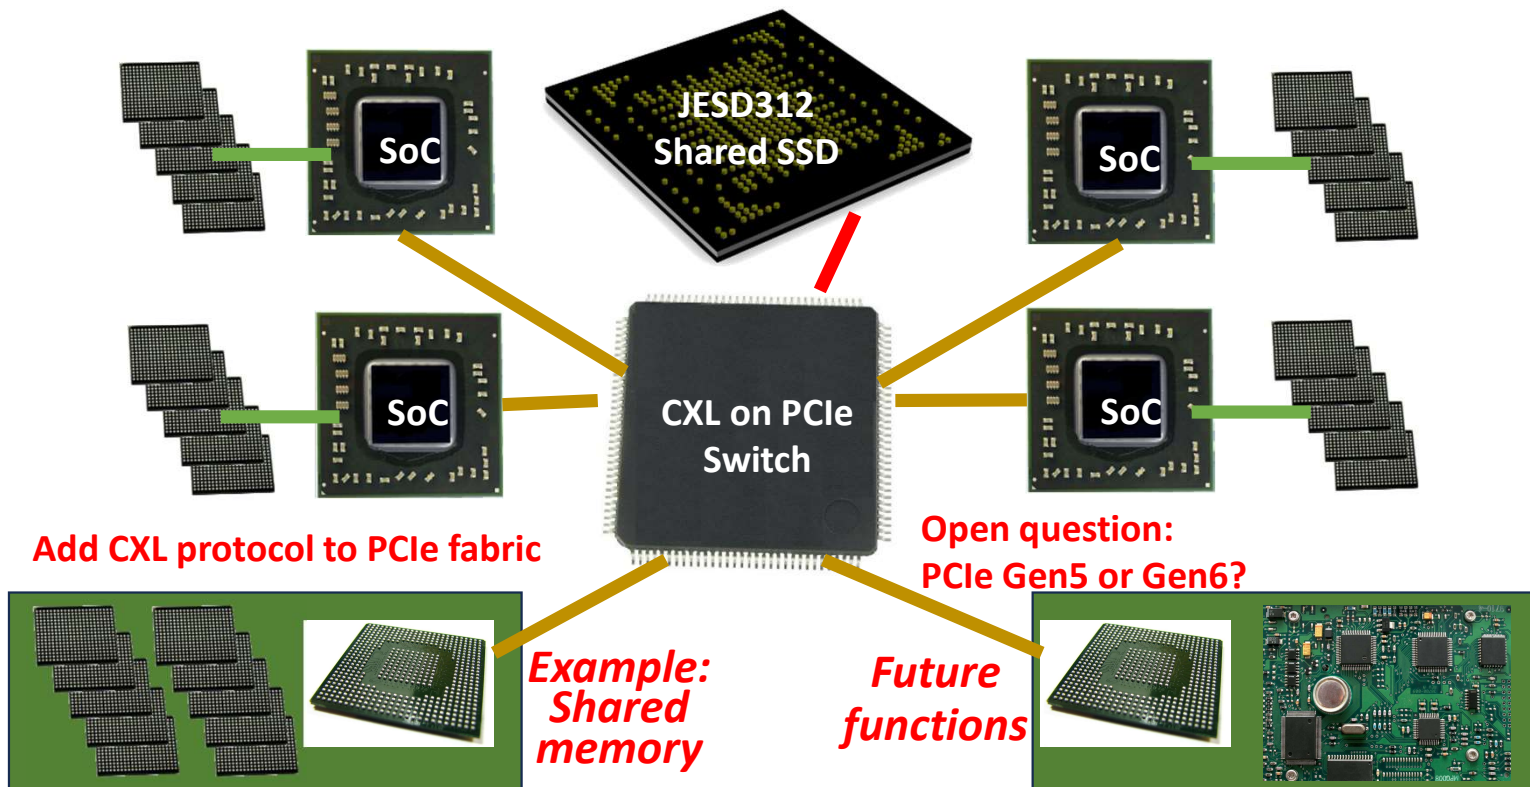 JESD312
Shared SSD
SoC
SoC
SoC
SoC
CXL on PCIe
Switch
Add CXL protocol to PCIe fabric
Open question:
PCIe Gen5 or Gen6?
Example:
Shared
memory
Future
functions